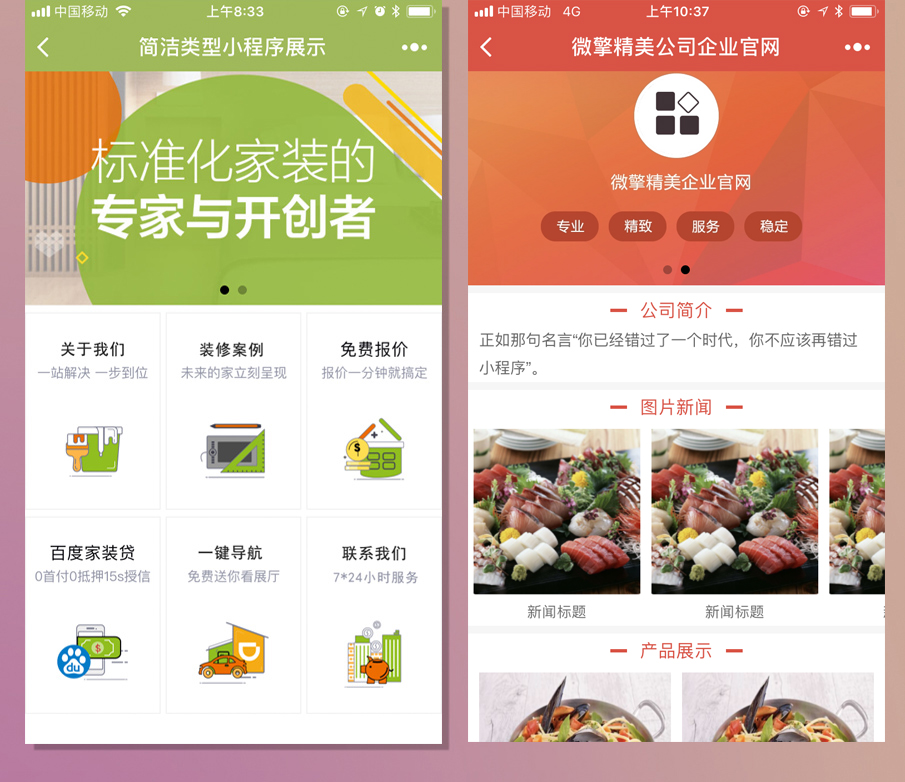 中国移动
上午8:33
简洁类型小程序展示
标准化家装的
专家与开创者
关于我们
一站解决 一步到位
装修案例
未来的家立刻呈现
免费报价
报价一分钟就搞定
$
百度家装贷
0首付0抵押15s授信
一键导航
免费送你看展厅
联系我们
7*24小时服务
$
du
中国移动 4G
上午10:37
微擎精美公司企业官网
微擎精美企业官网
专业
精致
服务
稳定
公司简介
正如那句名言“你已经错过了一个时代，你不应该再错过
小程序”。
图片新闻
新闻标题
新闻标题
产品展示